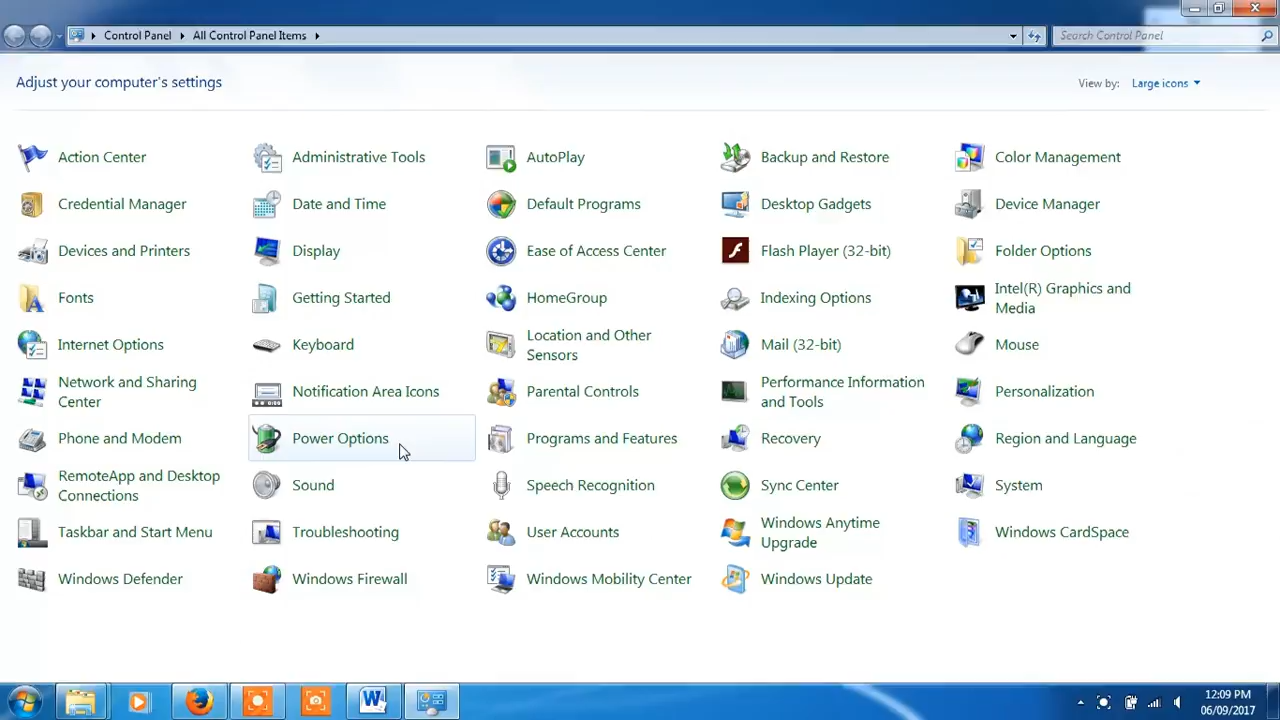 Control Panel All Control Panel Items Search Control Panel
Adjust your computer's settings View by: Large icons
Action Center Administrative Tools AutoPlay Backup and Restore Color Management
Credential Manager Date and Time Default Programs Desktop Gadgets Device Manager
Devices and Printers Display Ease of Access Center Flash Player (32-bit) Folder Options
Fonts Getting Started HomeGroup Indexing Options Intel(R) Graphics and
Media
Internet Options Keyboard Location and Other
Sensors Mail (32-bit) Mouse
Network and Sharing
Center Notification Area Icons Parental Controls Performance Information
and Tools Personalization
Phone and Modem Power Options Programs and Features Recovery Region and Language
RemoteApp and Desktop
Connections Sound Speech Recognition Sync Center System
Taskbar and Start Menu Troubleshooting User Accounts Windows Anytime
Upgrade Windows CardSpace
Windows Defender Windows Firewall Windows Mobility Center Windows Update
12:09 PM
06/09/2017